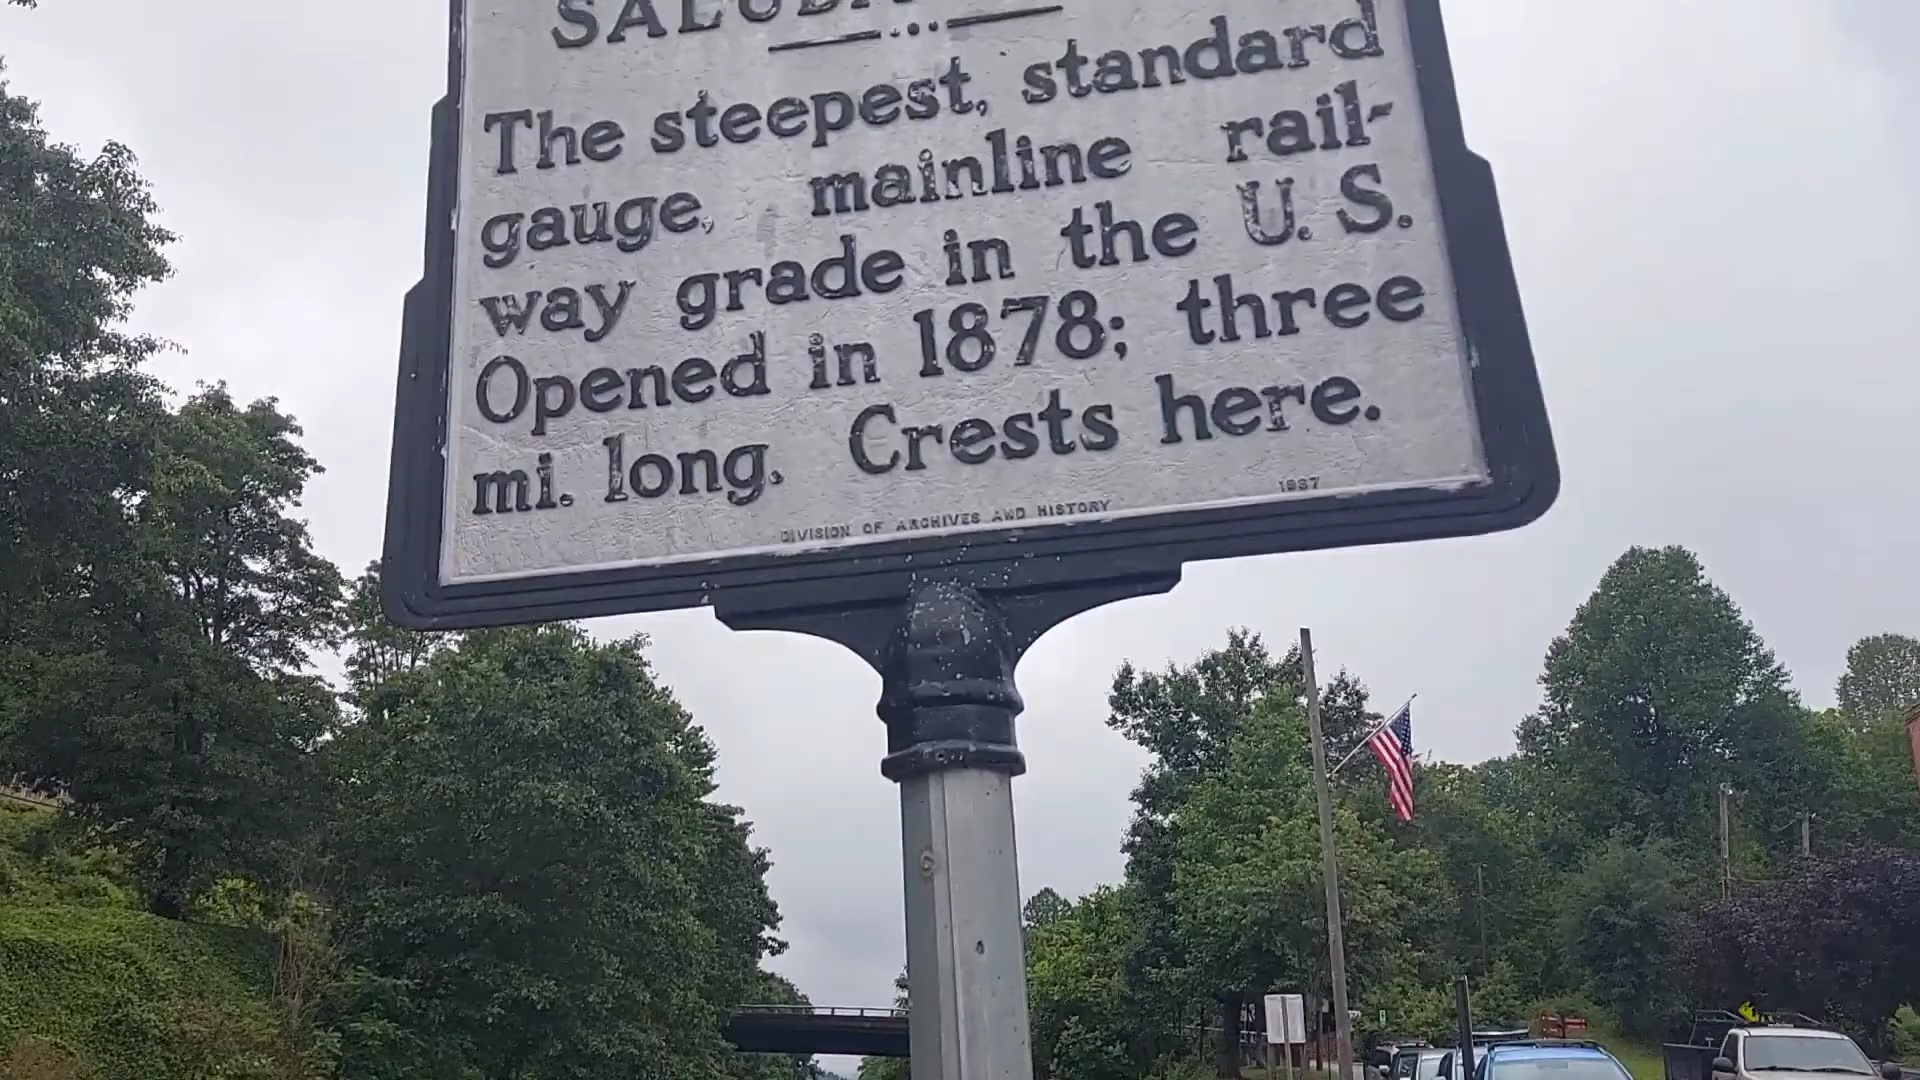 The steepest, standard
gauge, mainline rail-
way grade in the U. S.
Opened in 1878; three
mi. long. Crests here.
DIVISION OF ARCHIVES AND HISTORY
1987